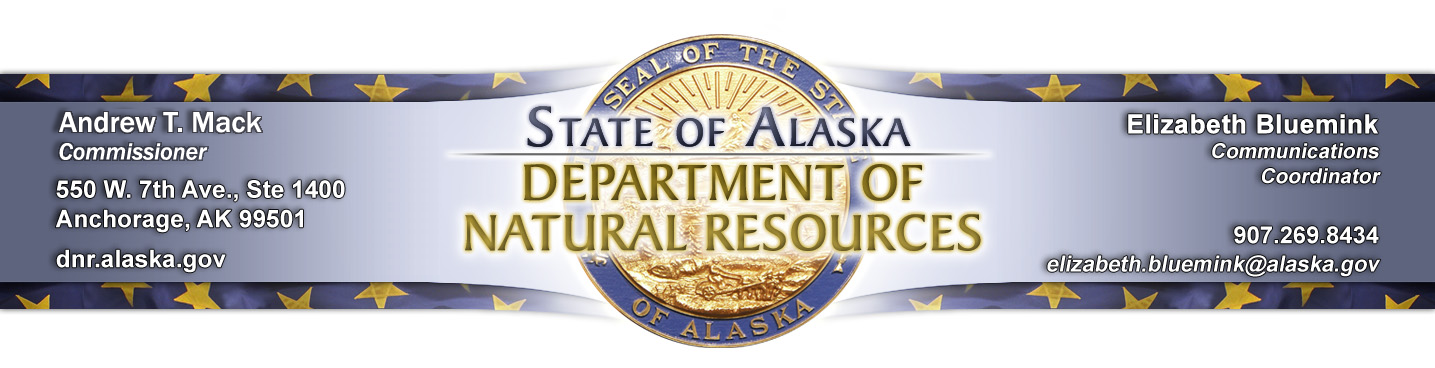 Andrew T. Mack
Commissioner
550 W. 7th Ave., Ste 1400
Anchorage, AK 99501
dnr.alaska.gov
SEAL OF THE ST
STATE OF ALASKA
DEPARTMENT OF
NATURAL RESOURCES
OF ALASKA
Elizabeth Bluemink
Communications
Coordinator
907.269.8434
elizabeth.bluemink@alaska.gov